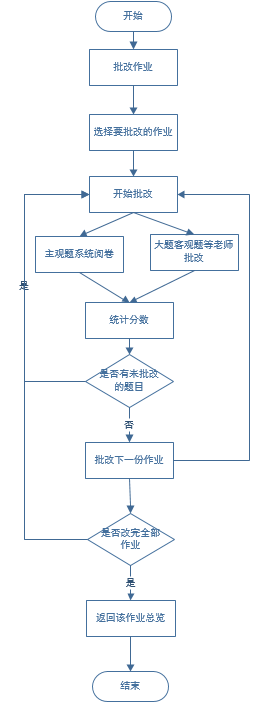 开始
批改作业
选择要批改的作业
开始批改
主观题系统阅卷
大题客观题等老师
批改
是
统计分数
是否有未批改
的题目
否
批改下一份作业
是否改完全部
作业
是
返回该作业总览
结束